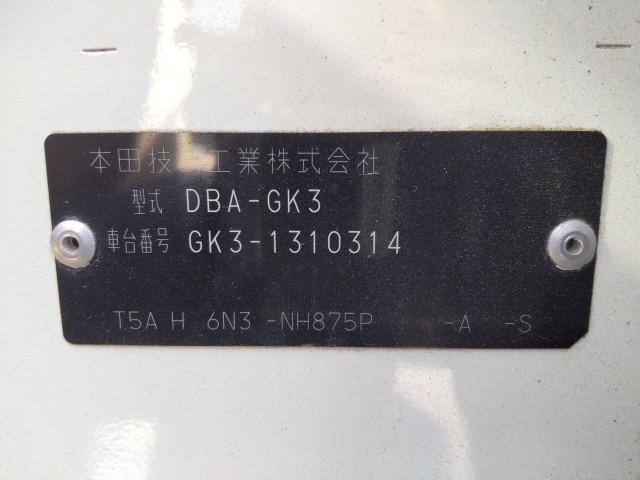 本田技研工業株式会社
型式 DBA-GK3
車台番号 GK3-1310314
T5A H 6N3 -NH875P -A -S